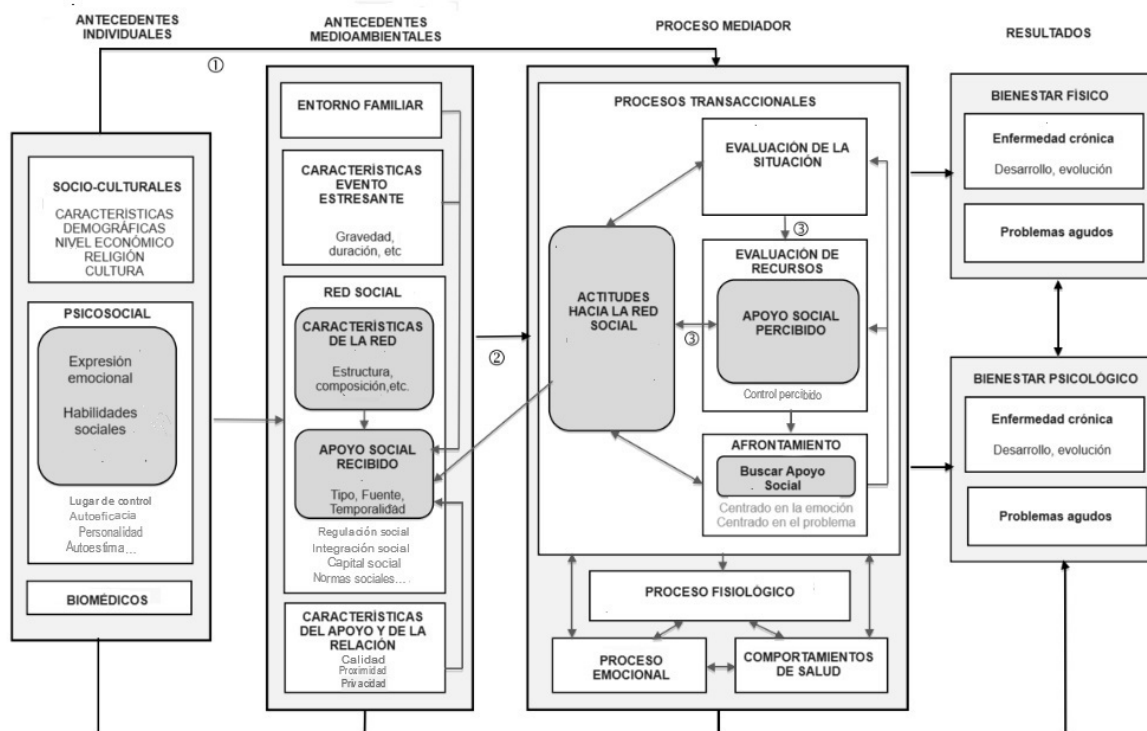 ANTECEDENTES
INDIVIDUALES
ANTECEDENTES
MEDIOAMBIENTALES
PROCESO MEDIADOR
RESULTADOS
①
SOCIO-CULTURALES
CARACTERÍSTICAS
DEMOGRÁFICAS
NIVEL ECONÓMICO
RELIGIÓN
CULTURA
PSICOSOCIAL
Expresión
emocional
Habilidades
sociales
Lugar de control
Autoeficacia
Personalidad
Autoestima...
BIOMÉDICOS
ENTORNO FAMILIAR
CARACTERÍSTICAS
EVENTO
ESTRESANTE
Gravedad,
duración, etc
RED SOCIAL
CARACTERÍSTICAS
DE LA RED
Estructura,
composición,etc.
APOYO SOCIAL
RECIBIDO
Tipo, Fuente,
Temporalidad
Regulación social
Integración social
Capital social
Normas sociales...
CARACTERÍSTICAS
DEL APOYO Y DE LA
RELACIÓN
Calidad
Proximidad
Privacidad
②
PROCESOS TRANSACCIONALES
EVALUACIÓN DE LA
SITUACIÓN
③
EVALUACIÓN DE
RECURSOS
ACTITUDES
HACIA LA RED
SOCIAL
③
APOYO SOCIAL
PERCIBIDO
Control percibido
AFRONTAMIENTO
Buscar Apoyo
Social
Centrado en la emoción
Centrado en el problema
PROCESO FISIOLÓGICO
PROCESO
EMOCIONAL
COMPORTAMIENTOS
DE SALUD
BIENESTAR FÌSICO
Enfermedad crónica
Desarrollo, evolución
Problemas agudos
BIENESTAR PSICOLÓGICO
Enfermedad crónica
Desarrollo, evolución
Problemas agudos